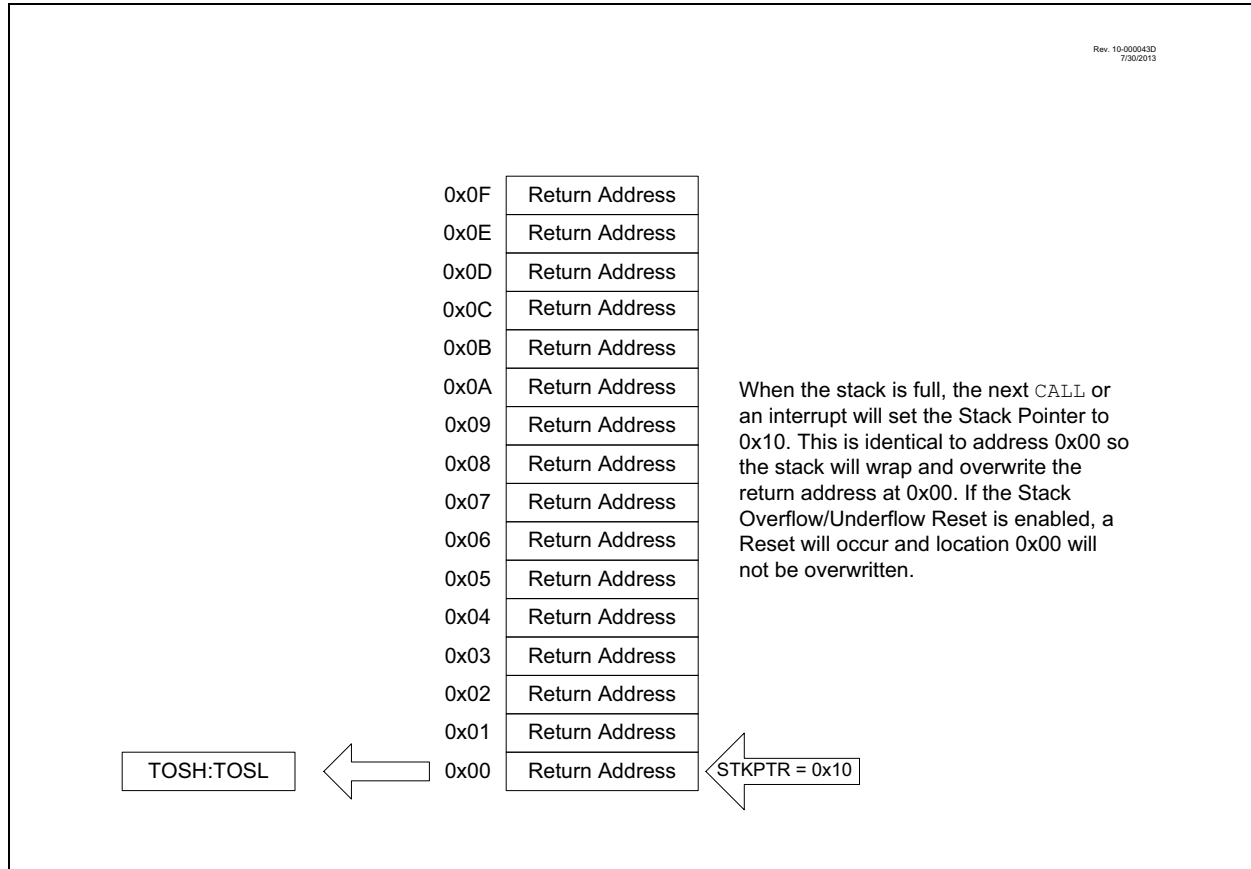 Rev. 10-000043D
7/30/2013
0x0F Return Address
0x0E Return Address
0x0D Return Address
0x0C Return Address
0x0B Return Address
0x0A Return Address
0x09 Return Address
0x08 Return Address
0x07 Return Address
0x06 Return Address
0x05 Return Address
0x04 Return Address
0x03 Return Address
0x02 Return Address
0x01 Return Address
TOSH:TOSL 0x00 Return Address STKPTR = 0x10
When the stack is full, the next CALL or
an interrupt will set the Stack Pointer to
0x10. This is identical to address 0x00 so
the stack will wrap and overwrite the
return address at 0x00. If the Stack
Overflow/Underflow Reset is enabled, a
Reset will occur and location 0x00 will
not be overwritten.